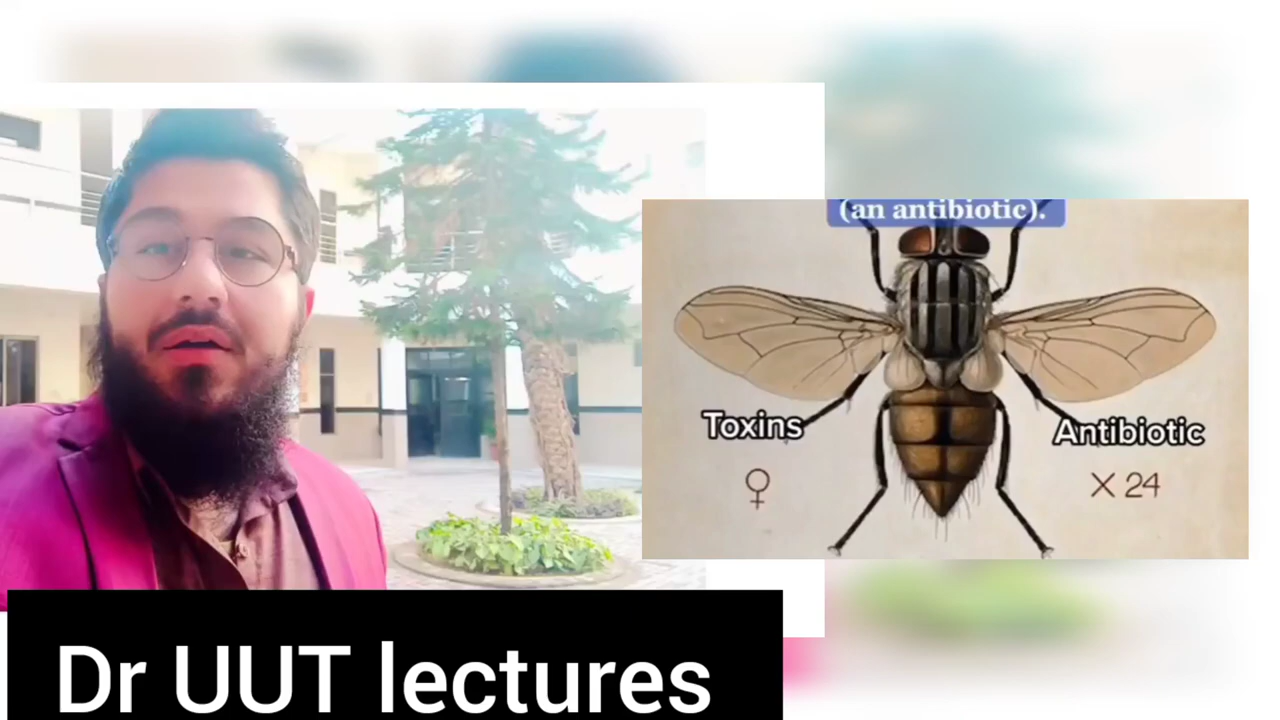 (an antibiotic).
Toxins
Antibiotic
♀
× 24
Dr UUT lectures